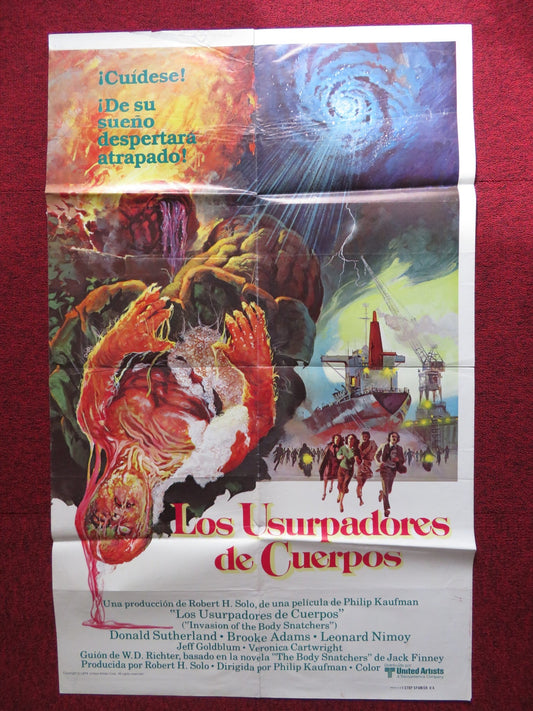 ¡Cuídese!
¡De su
sueño
despertará
atrapado!
Los Usurpadores
de Cuerpos
Una producción de Robert H. Solo, de una película de Philip Kaufman
"Los Usurpadores de Cuerpos"
("Invasion of the Body Snatchers")
Donald Sutherland • Brooke Adams • Leonard Nimoy
Jeff Goldblum • Veronica Cartwright
Guión de W.D. Richter, basado en la novela "The Body Snatchers" de Jack Finney
Producida por Robert H. Solo • Dirigida por Philip Kaufman • Color
United Artists
A Transamerica Company